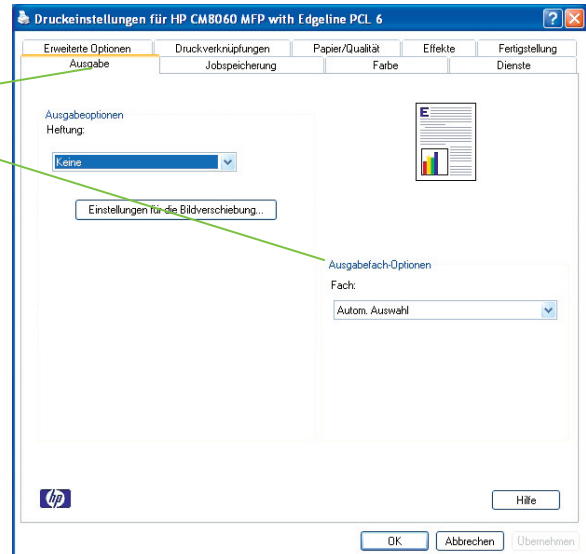 Druckeinstellungen für HP CM8060 MFP with Edgeline PCL 6
Erweiterte Optionen Druckverknüpfungen Papier/Qualität Effekte Fertigstellung
Ausgabe Jobspeicherung Farbe Dienste
Ausgabeoptionen
Heftung:
Keine
Einstellungen für die Bildverschiebung...
E
Ausgabefach-Optionen
Fach:
Autom. Auswahl
hp
Hilfe
OK Abbrechen Übernehmen